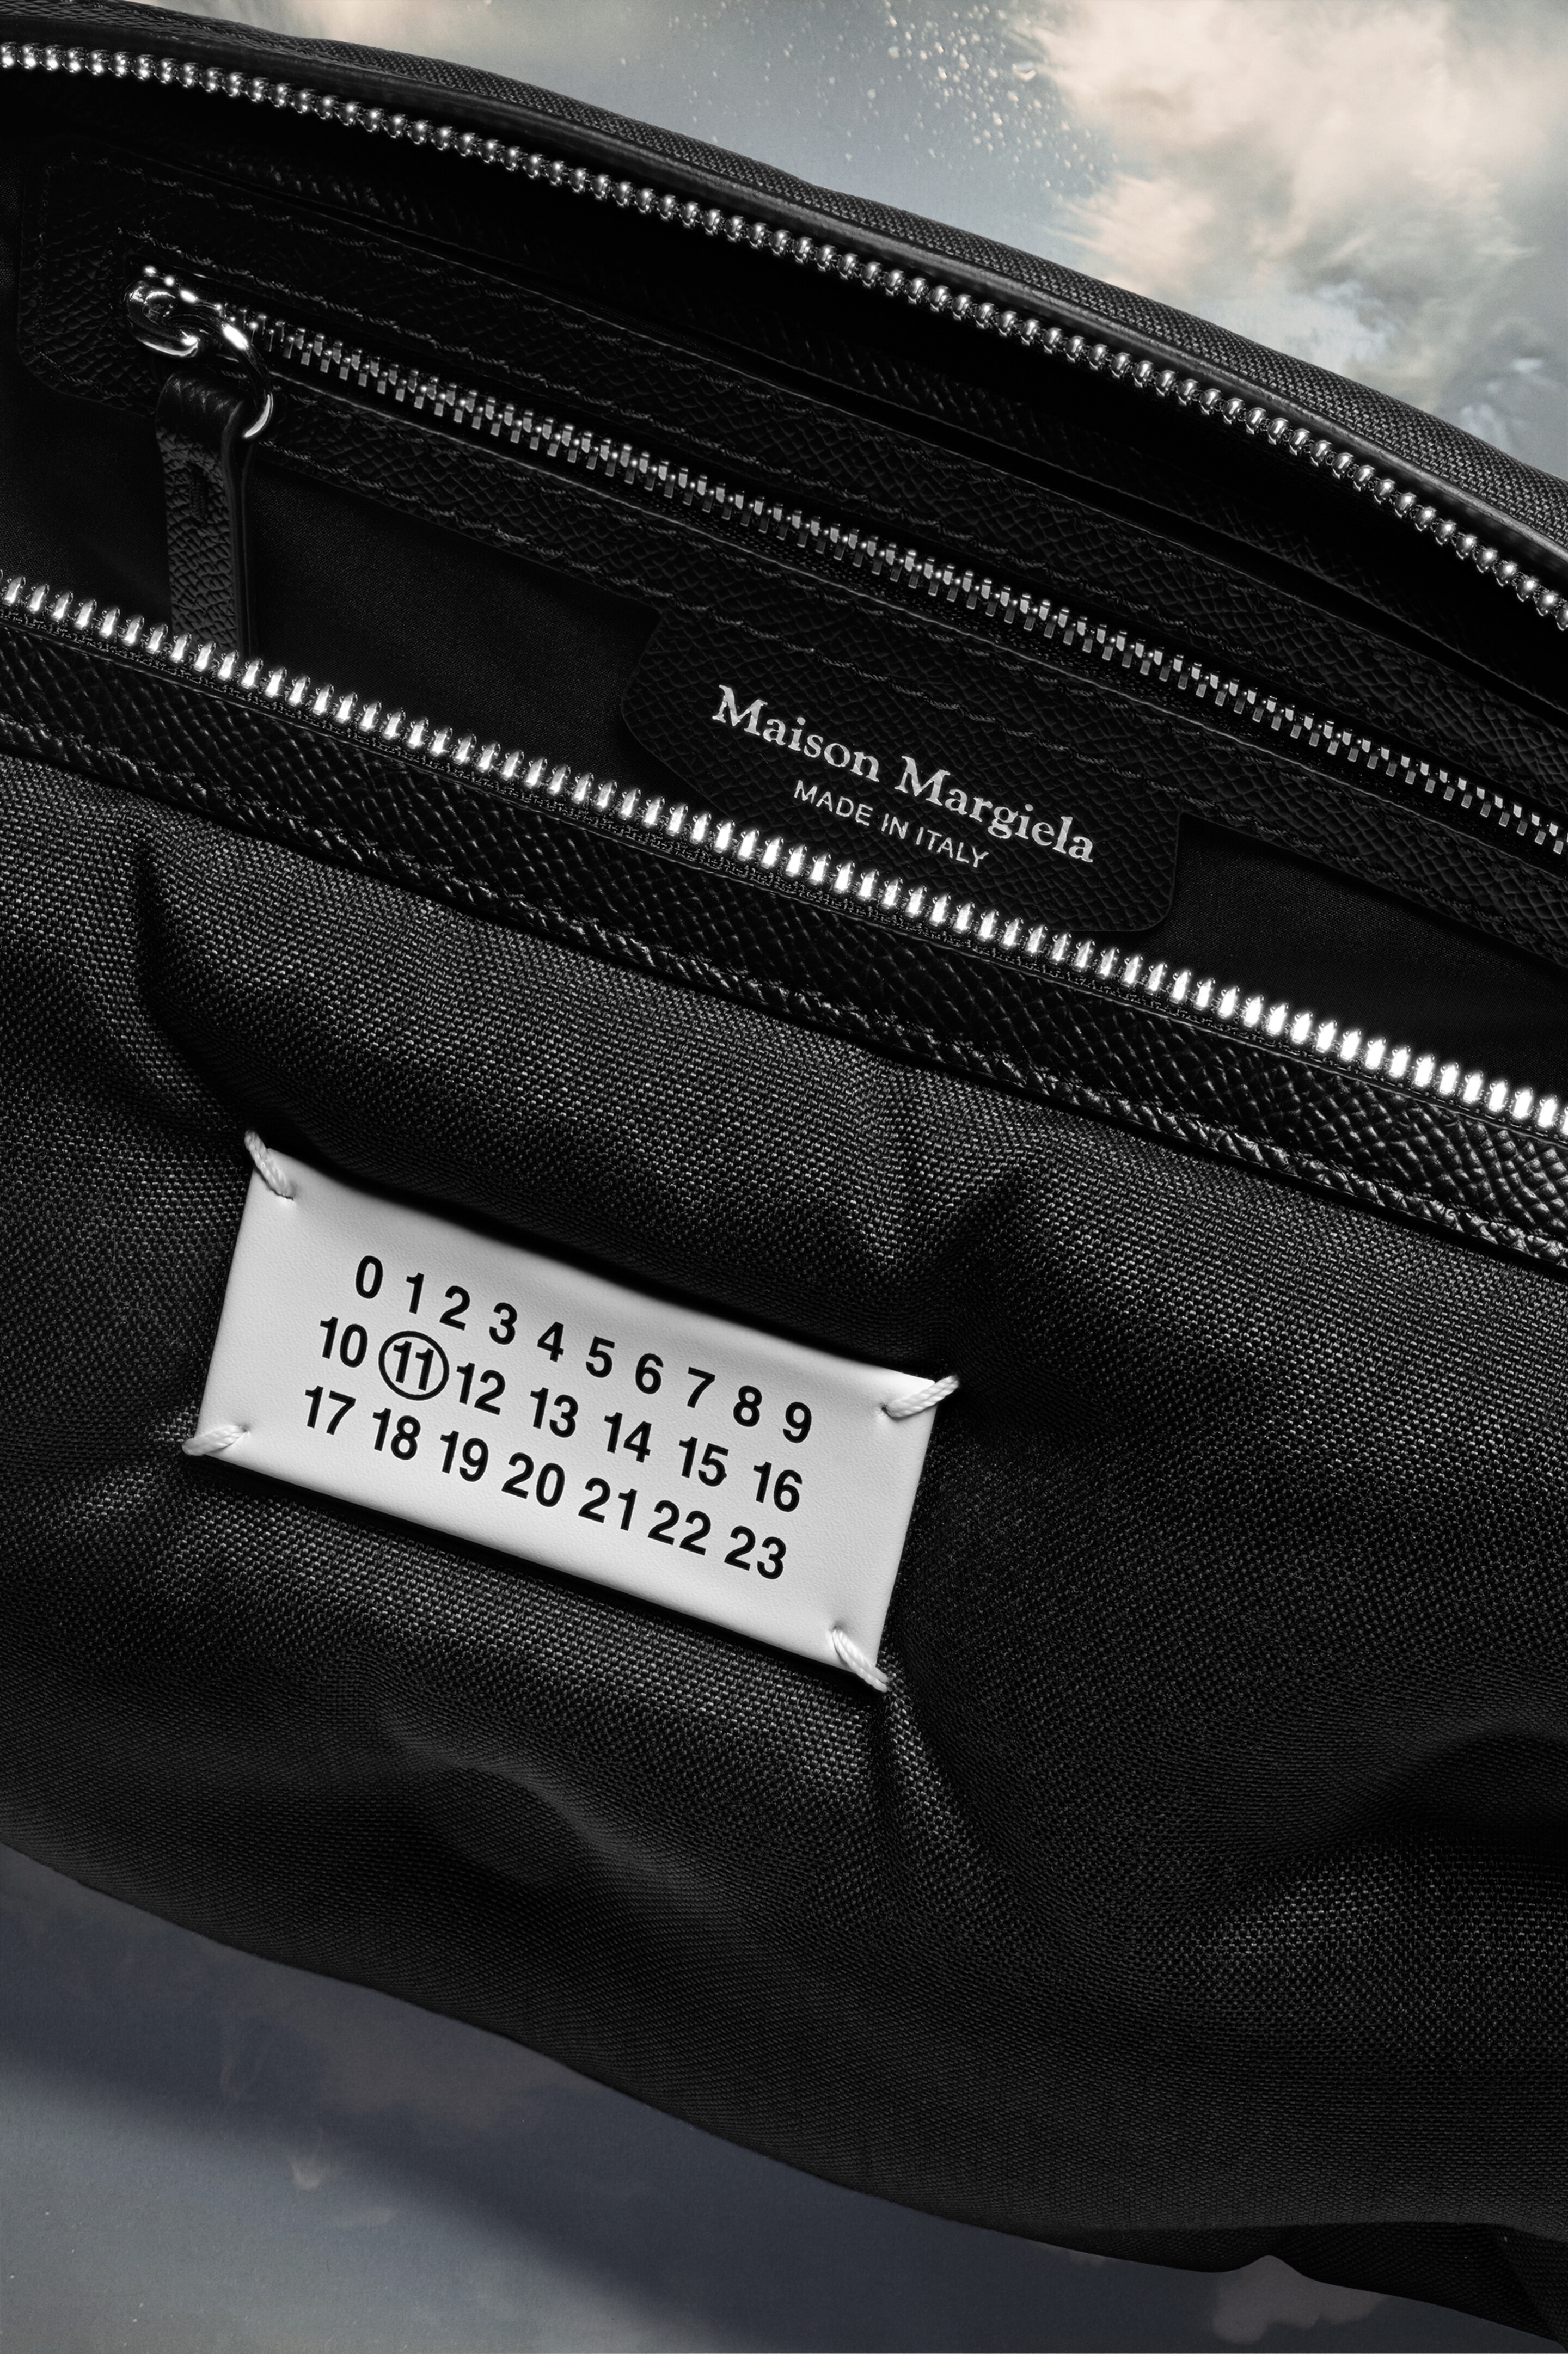 Maison Margiela
MADE IN ITALY
0 1 2 3 4 5 6 7 8 9
10 11 12 13 14 15 16
17 18 19 20 21 22 23